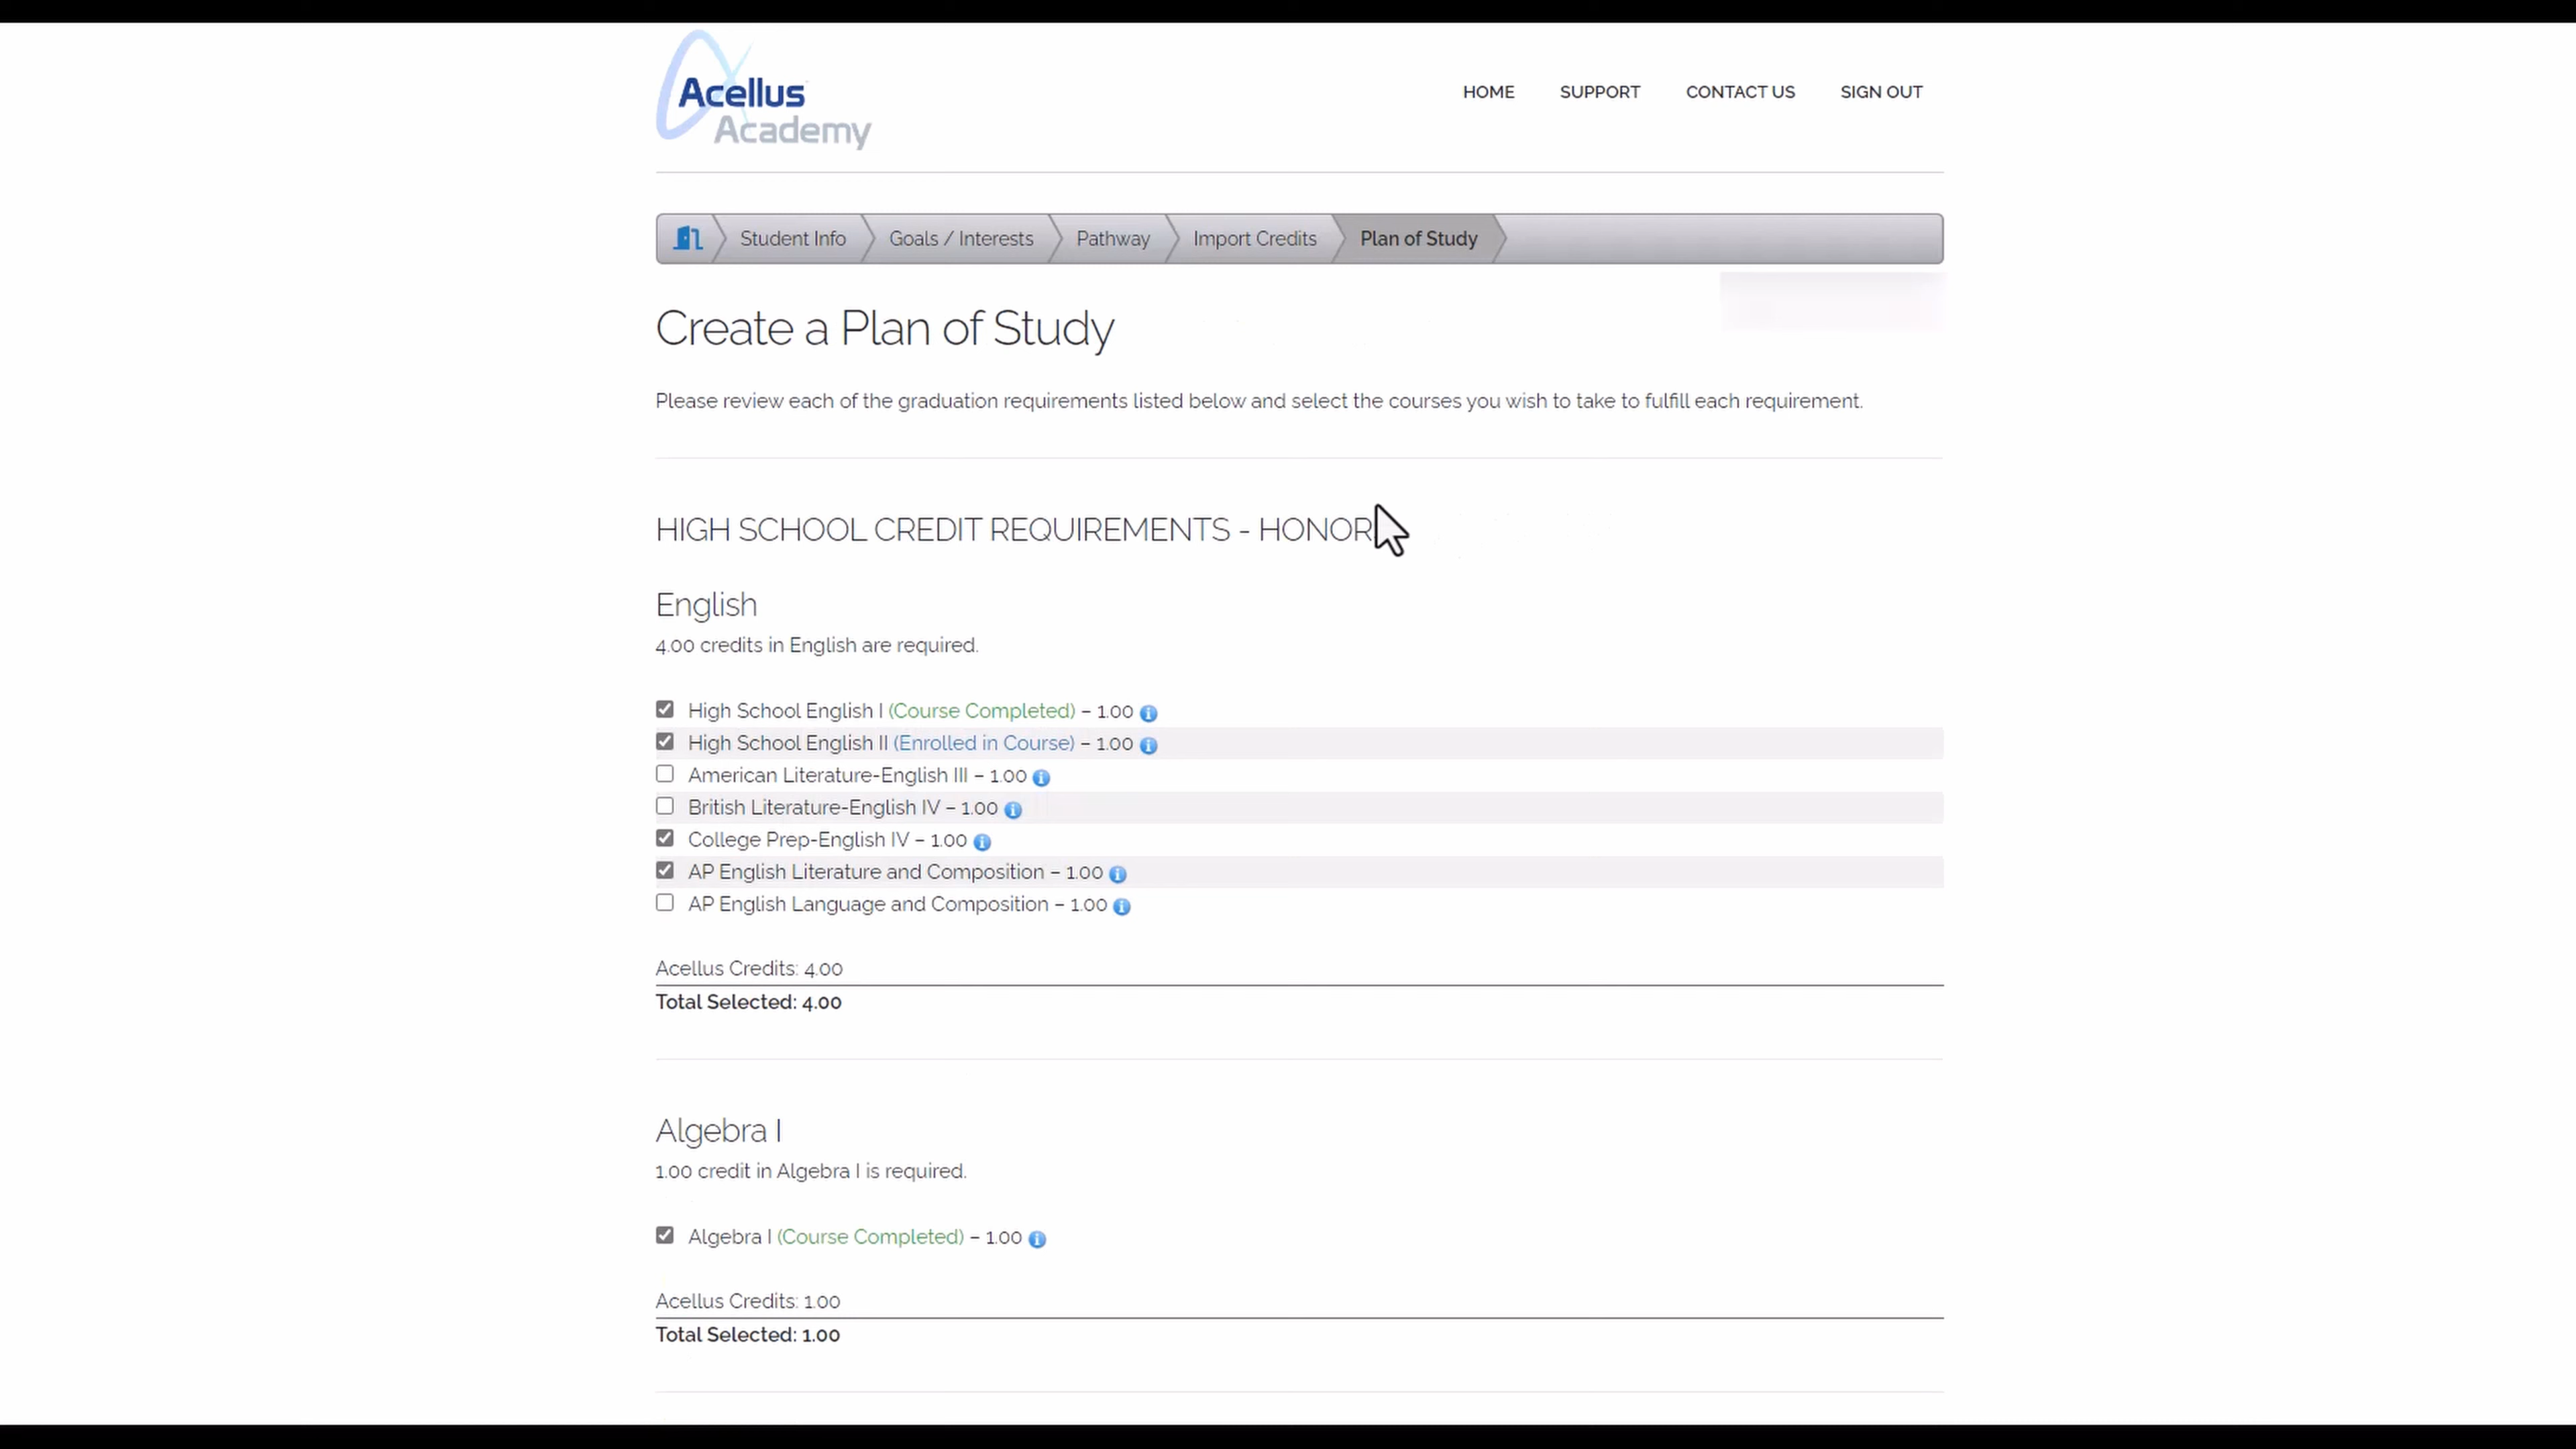 Acellus
Academy
HOME SUPPORT CONTACT US SIGN OUT
Student Info Goals / Interests Pathway Import Credits Plan of Study
Create a Plan of Study
Please review each of the graduation requirements listed below and select the courses you wish to take to fulfill each requirement.
HIGH SCHOOL CREDIT REQUIREMENTS - HONOR
English
4.00 credits in English are required.
High School English I (Course Completed) – 1.00
High School English II (Enrolled in Course) – 1.00
American Literature-English III – 1.00
British Literature-English IV – 1.00
College Prep-English IV – 1.00
AP English Literature and Composition – 1.00
AP English Language and Composition – 1.00
Acellus Credits: 4.00
Total Selected: 4.00
Algebra I
1.00 credit in Algebra I is required.
Algebra I (Course Completed) – 1.00
Acellus Credits: 1.00
Total Selected: 1.00